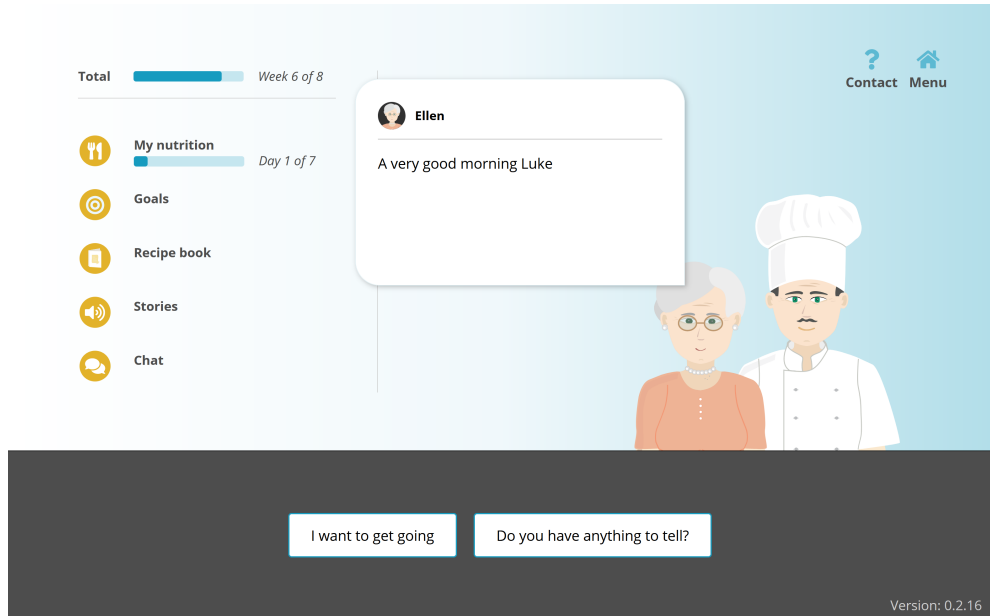 Total
Week 6 of 8
My nutrition
Day 1 of 7
Goals
Recipe book
Stories
Chat
Ellen
A very good morning Luke
?
Contact
Menu
I want to get going
Do you have anything to tell?
Version: 0.2.16